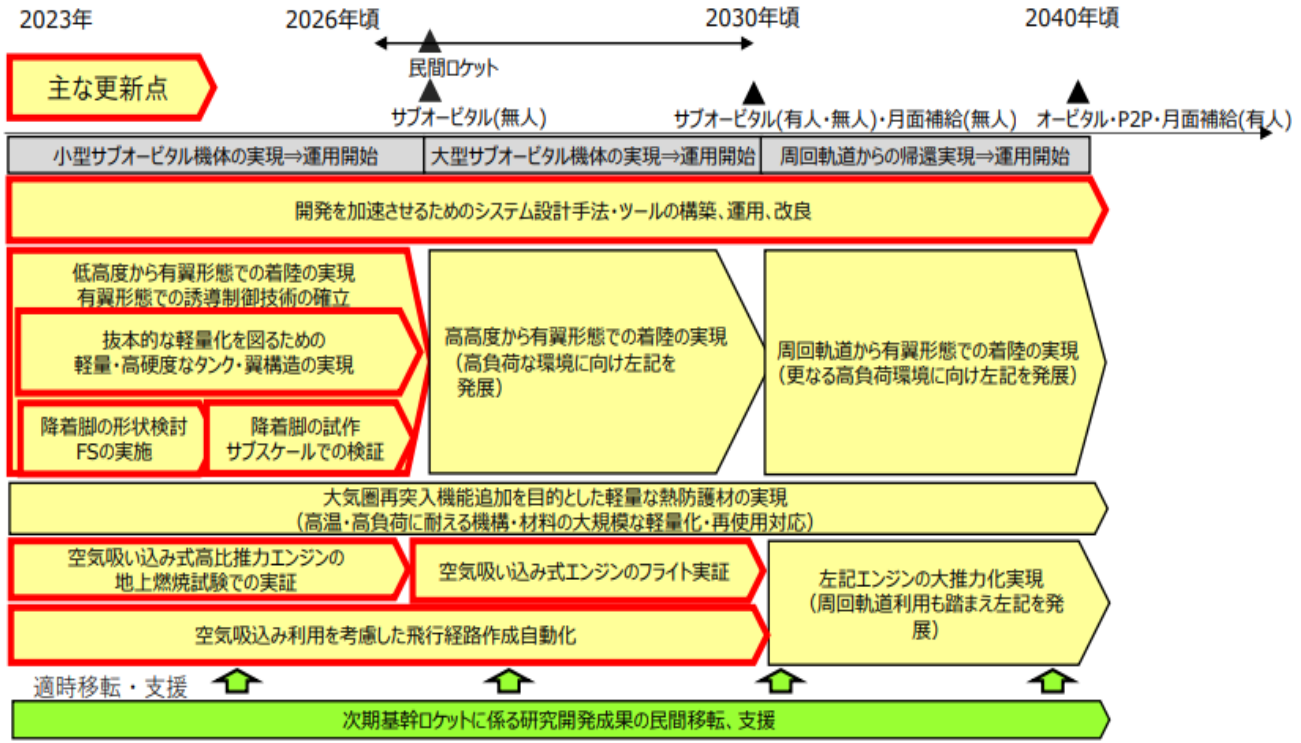 2023年
2026年頃
2030年頃
2040年頃
主な更新点
民間ロケット
サブオービタル(無人)
サブオービタル(有人・無人)・月面補給(無人)
オービタル・P2P・月面補給(有人)
小型サブオービタル機体の実現⇒運用開始
大型サブオービタル機体の実現⇒運用開始
周回軌道からの帰還実現⇒運用開始
開発を加速させるためのシステム設計手法・ツールの構築、運用、改良
低高度から有翼形態での着陸の実現
有翼形態での誘導制御技術の確立
抜本的な軽量化を図るための
軽量・高硬度なタンク・翼構造の実現
降着脚の形状検討
FSの実施
降着脚の試作
サブスケールでの検証
高高度から有翼形態での着陸の実現
(高負荷な環境に向け左記を
発展)
周回軌道から有翼形態での着陸の実現
(更なる高負荷環境に向け左記を発展)
大気圏再突入機能追加を目的とした軽量な熱防護材の実現
(高温・高負荷に耐える機構・材料の大規模な軽量化・再使用対応)
空気吸い込み式高比推力エンジンの
地上燃焼試験での実証
空気吸い込み式エンジンのフライト実証
左記エンジンの大推力化実現
(周回軌道利用も踏まえ左記を発
展)
空気吸込み利用を考慮した飛行経路作成自動化
適時移転・支援
次期基幹ロケットに係る研究開発成果の民間移転、支援